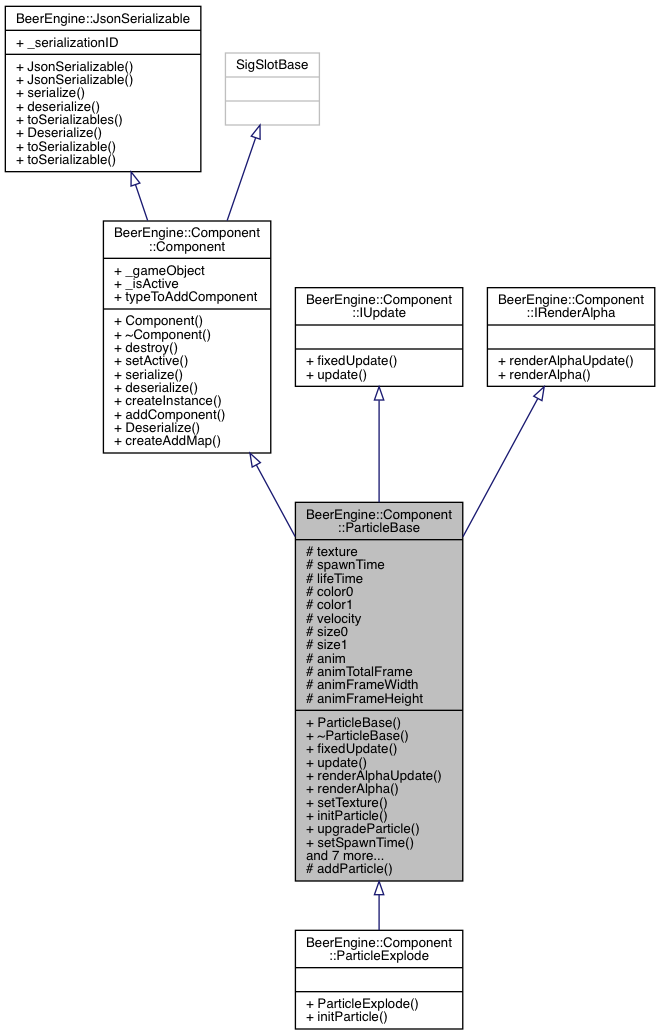 BeerEngine::JsonSerializable
+ _serializationID
+ JsonSerializable()
+ JsonSerializable()
+ serialize()
+ deserialize()
+ toSerializables()
+ Deserialize()
+ toSerializable()
+ toSerializable()
SigSlotBase
BeerEngine::Component
::Component
+ _gameObject
+ _isActive
+ typeToAddComponent
+ Component()
+ ~Component()
+ destroy()
+ setActive()
+ serialize()
+ deserialize()
+ createInstance()
+ addComponent()
+ Deserialize()
+ createAddMap()
BeerEngine::Component
::IUpdate
+ fixedUpdate()
+ update()
BeerEngine::Component
::IRenderAlpha
+ renderAlphaUpdate()
+ renderAlpha()
BeerEngine::Component
::ParticleBase
# texture
# spawnTime
# lifeTime
# color0
# color1
# velocity
# size0
# size1
# anim
# animTotalFrame
# animFrameWidth
# animFrameHeight
+ ParticleBase()
+ ~ParticleBase()
+ fixedUpdate()
+ update()
+ renderAlphaUpdate()
+ renderAlpha()
+ setTexture()
+ initParticle()
+ upgradeParticle()
+ setSpawnTime()
and 7 more...
# addParticle()
BeerEngine::Component
::ParticleExplode
+ ParticleExplode()
+ initParticle()